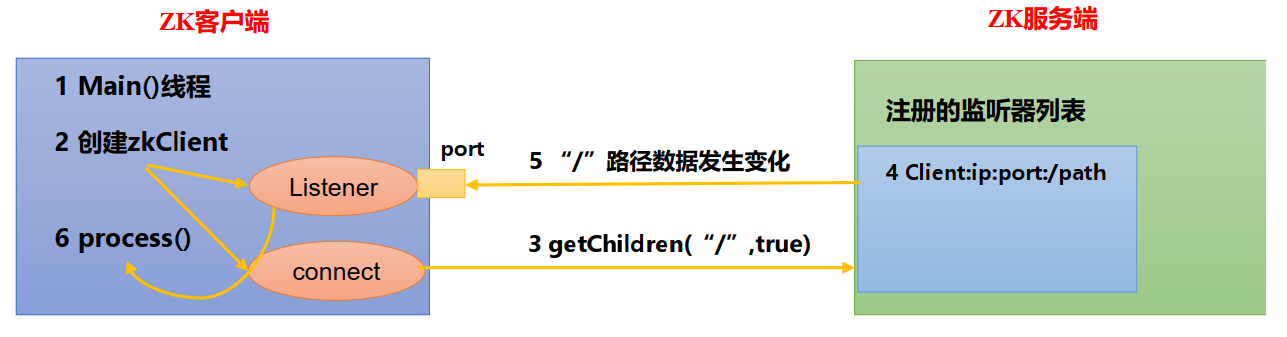 ZK客户端
ZK服务端
1 Main()线程
2 创建zkClient
Listener
port
6 process()
connect
5 “/”路径数据发生变化
3 getChildren(“/”,true)
注册的监听器列表
4 Client:ip:port:/path